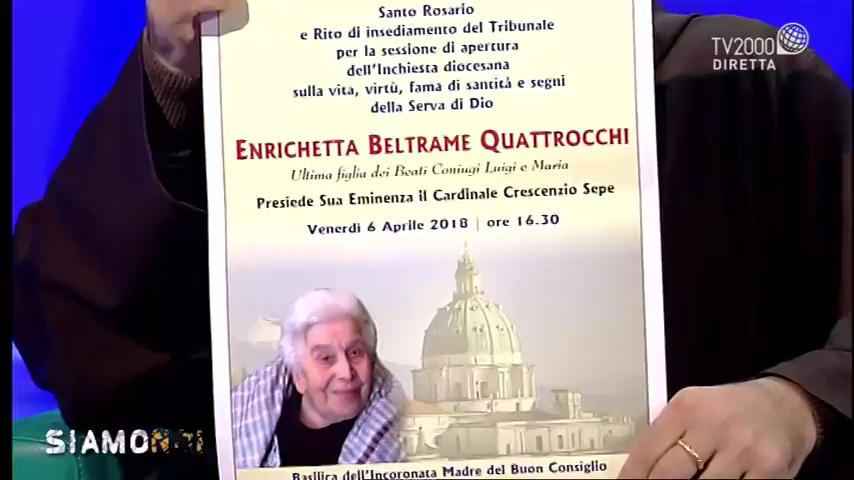 Santo Rosario
e Rito di insediamento del Tribunale
per la sessione di apertura
dell'Inchiesta diocesana
sulla vita, virtù, fama di santità e segni
della Serva di Dio
ENRICHETTA BELTRAME QUATTROCCHI
Ultima figlia dei Beati Coniugi Luigi e Maria
Presiede Sua Eminenza il Cardinale Crescenzio Sepe
Venerdì 6 Aprile 2018 | ore 16.30
Basilica dell'Incoronata Madre del Buon Consiglio
TV2000
DIRETTA
SIAMONOI